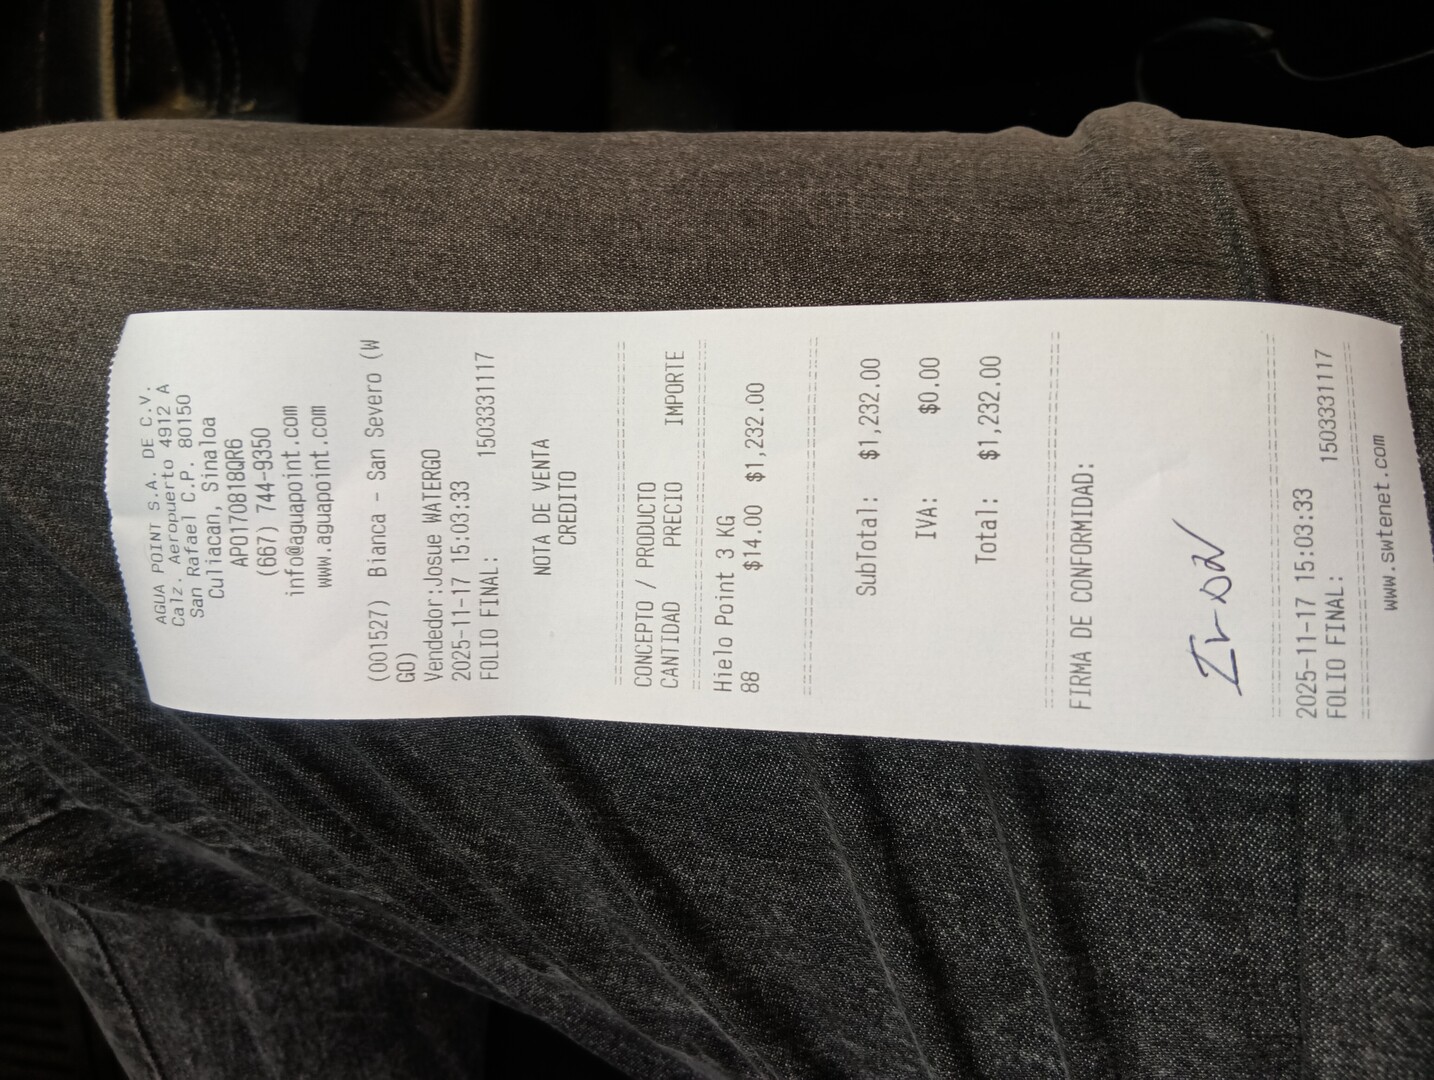 AGUA POINT S.A. DE C.V.
Calz. Aeropuerto 4912 A
San Rafael C.P. 80150
Culiacan, Sinaloa
APO170818QR6
(667) 744-9350
info@aguapoint.com
www.aguapoint.com
(001527) Bianca - San Severo (W
GO)
Vendedor:Josue WATERGO
2025-11-17 15:03:33
FOLIO FINAL: 1503331117
NOTA DE VENTA
CREDITO
CONCEPTO / PRODUCTO
CANTIDAD PRECIO IMPORTE
Hielo Point 3 KG
88 $14.00 $1,232.00
SubTotal: $1,232.00
IVA: $0.00
Total: $1,232.00
FIRMA DE CONFORMIDAD:
2025-11-17 15:03:33
FOLIO FINAL: 1503331117
www.swtenet.com